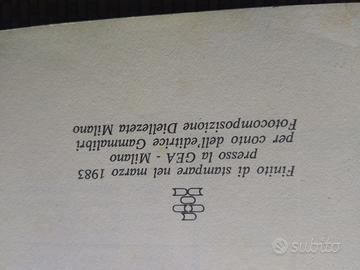 Finito di stampare nel marzo 1983
presso la GEA - Milano
per conto dell'editrice Gammalibri
Fotocomposizione Diellezeta Milano
subito